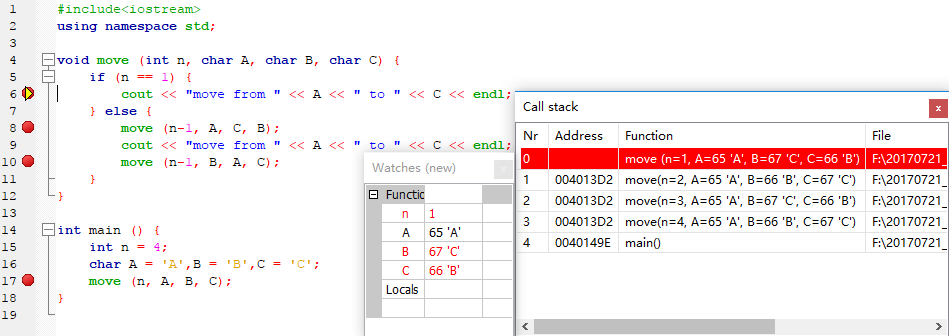 1 #include<iostream>
2 using namespace std;
3
4 void move (int n, char A, char B, char C) {
5 if (n == 1) {
6 cout << "move from " << A << " to " << C << endl;
7 } else {
8 move (n-1, A, C, B);
9 cout << "move from " << A << " to " << C << endl;
10 move (n-1, B, A, C);
11 }
12 }
13
14 int main () {
15 int n = 4;
16 char A = 'A',B = 'B',C = 'C';
17 move (n, A, B, C);
18 }
19
Watches (new)
Functic
n 1
A 65 'A'
B 67 'C'
C 66 'B'
Locals
Call stack
x
Nr Address Function File
0 move (n=1, A=65 'A', B=67 'C', C=66 'B') F:\20170721_
1 004013D2 move(n=2, A=65 'A', B=66 'B', C=67 'C') F:\20170721_
2 004013D2 move(n=3, A=65 'A', B=67 'C', C=66 'B') F:\20170721_
3 004013D2 move(n=4, A=65 'A', B=66 'B', C=67 'C') F:\20170721_
4 0040149E main() F:\20170721_